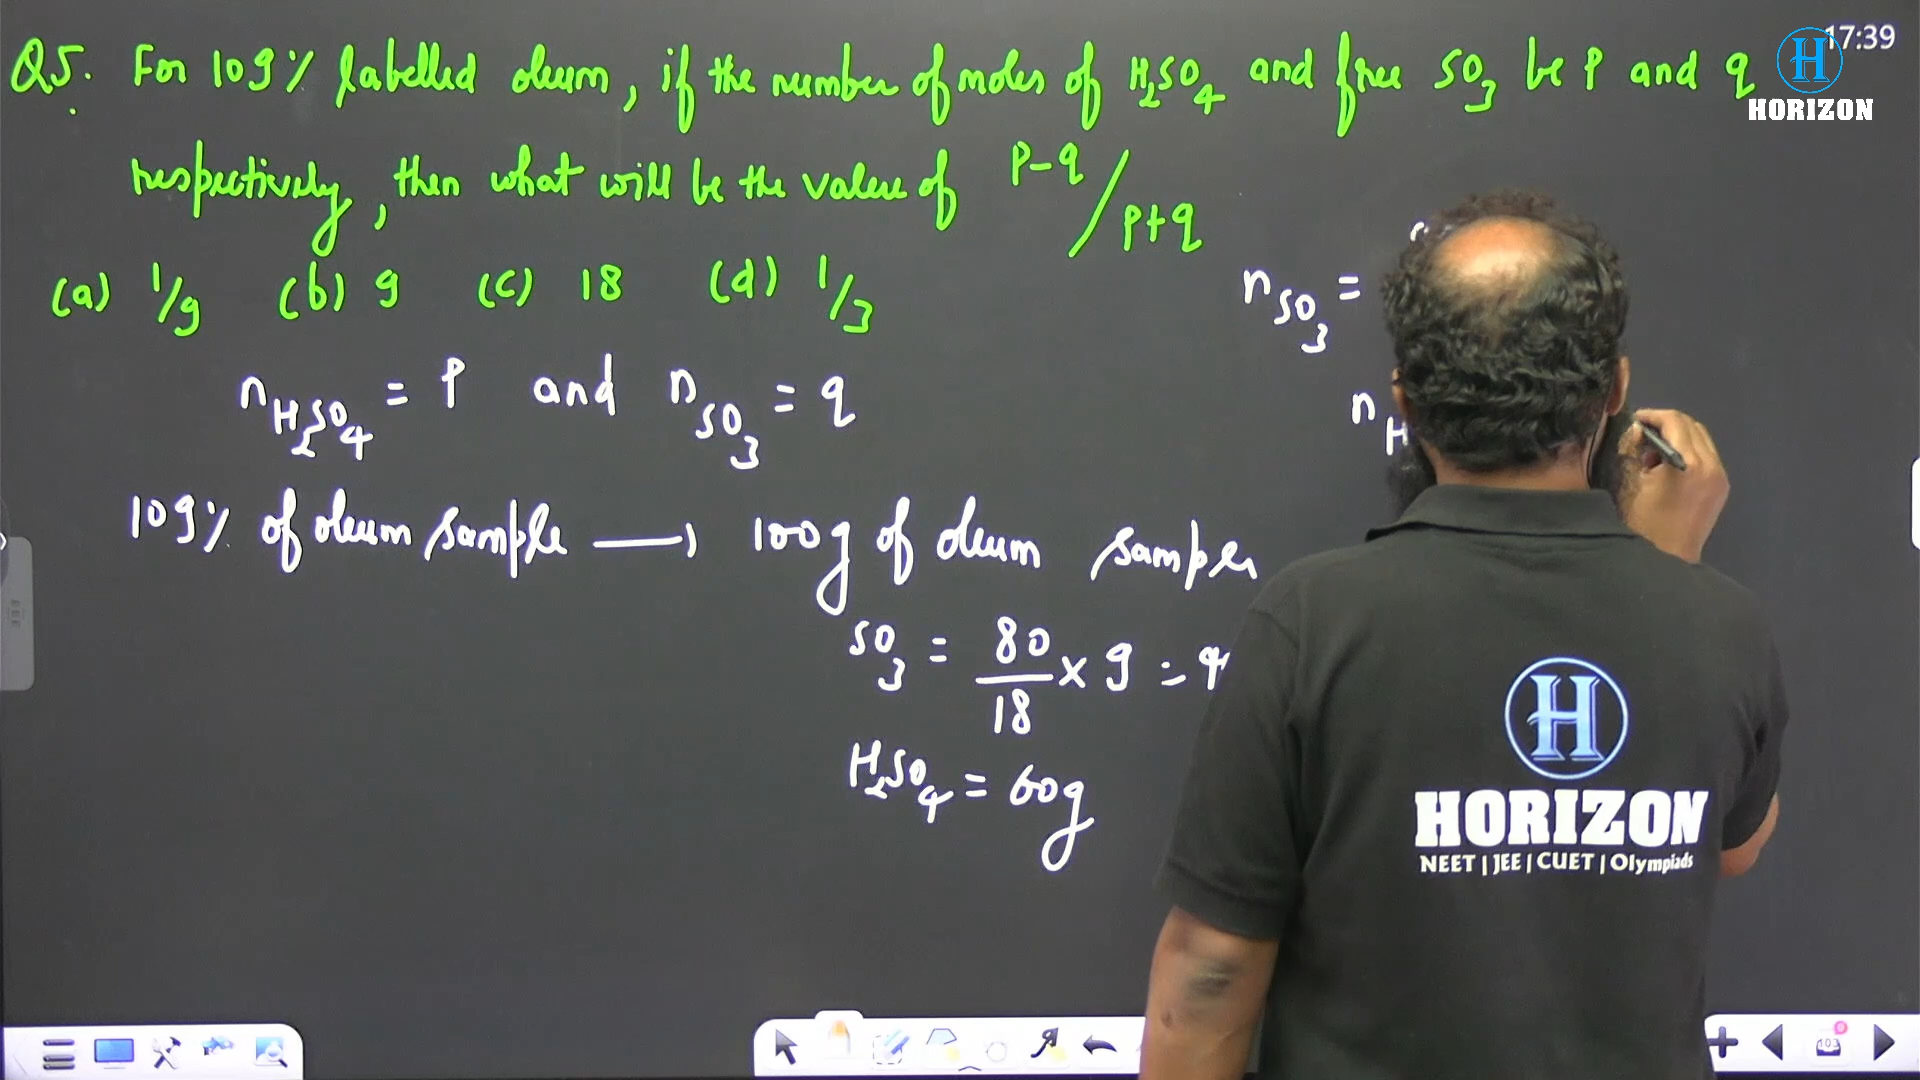 17:39
H
HORIZON
Q5. For 109% labelled oleum, if the number of moles of H2SO4 and free SO3 be P and q
respectively, then what will be the value of P-q/P+q
(a) 1/9 (b) 9 (c) 18 (d) 1/3
nSO3 =
nH2SO4 = P and nSO3 = q
nH
109% of oleum sample → 100g of oleum sample
SO3 = 80/18 × 9 = 4
H2SO4 = 60g
H
HORIZON
NEET | JEE | CUET | Olympiads
103